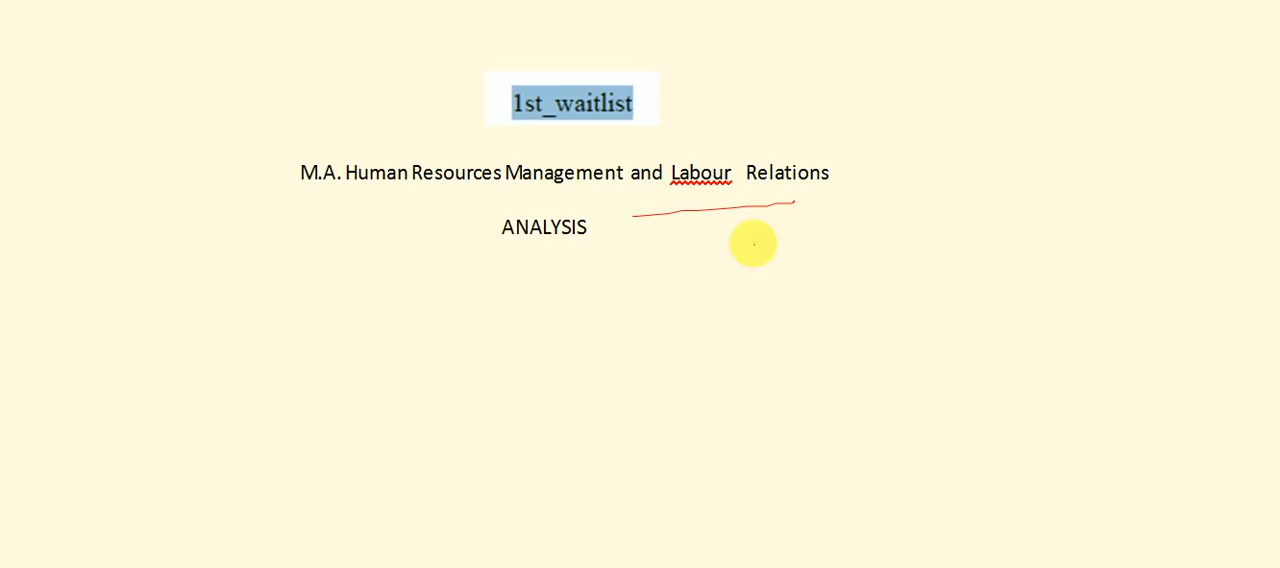 1st_waitlist
M.A. Human Resources Management and Labour Relations
ANALYSIS